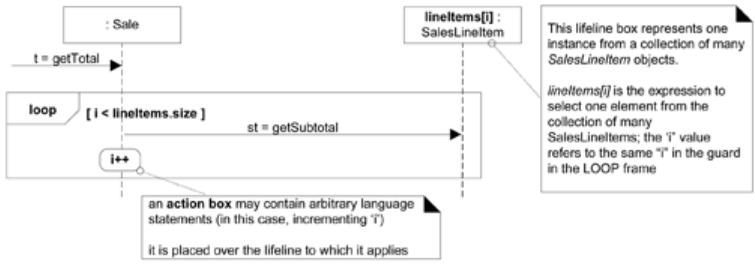 : Sale
lineItems[i] :
SalesLineItem
t = getTotal
loop
[ i < lineItems.size ]
st = getSubtotal
i++
an action box may contain arbitrary language
statements (in this case, incrementing 'i')
it is placed over the lifeline to which it applies
This lifeline box represents one
instance from a collection of many
SalesLineItem objects.
lineItems[i] is the expression to
select one element from the
collection of many
SalesLineItems; the 'i" value
refers to the same "i" in the guard
in the LOOP frame